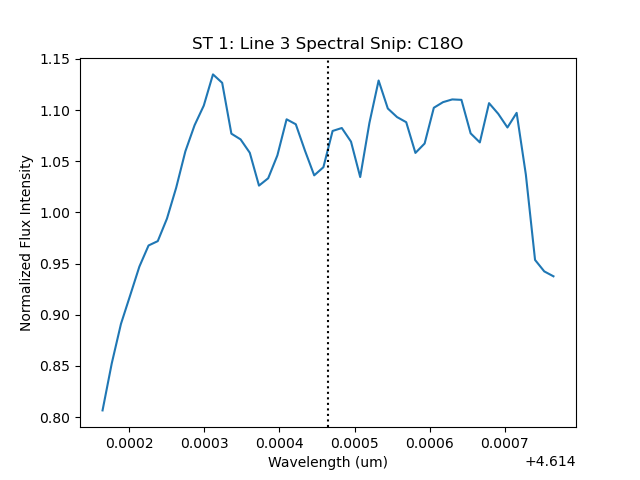 ST 1: Line 3 Spectral Snip: C18O
1.15
1.10
1.05
1.00
0.95
0.90
0.85
0.80
Normalized Flux Intensity
0.0002 0.0003 0.0004 0.0005 0.0006 0.0007
+4.614
Wavelength (um)